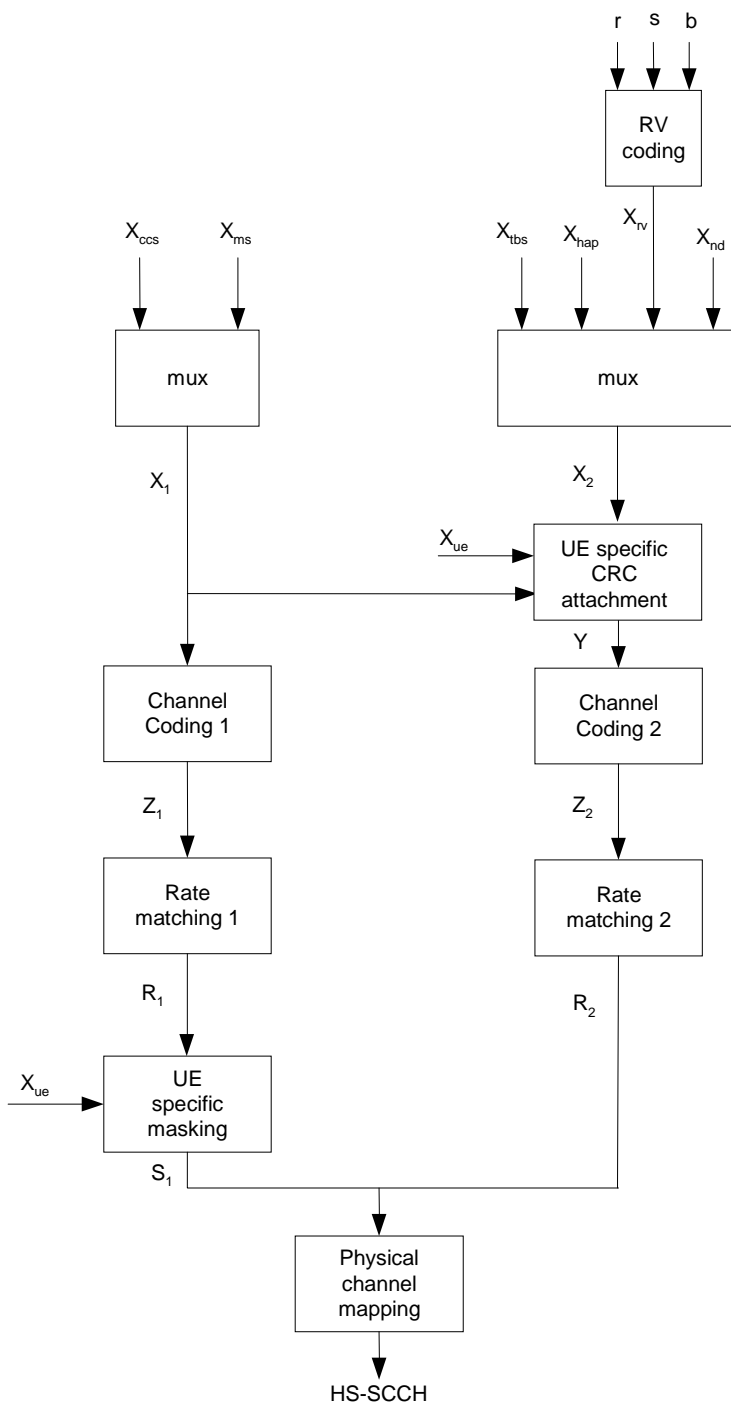 r s b
RV
coding
X_ccs X_ms X_tbs X_hap X_rv X_nd
mux mux
X_1 X_2
X_ue
UE specific
CRC
attachment
Y
Channel
Coding 1
Channel
Coding 2
Z_1 Z_2
Rate
matching 1
Rate
matching 2
R_1 R_2
X_ue
UE
specific
masking
S_1
Physical
channel
mapping
HS-SCCH